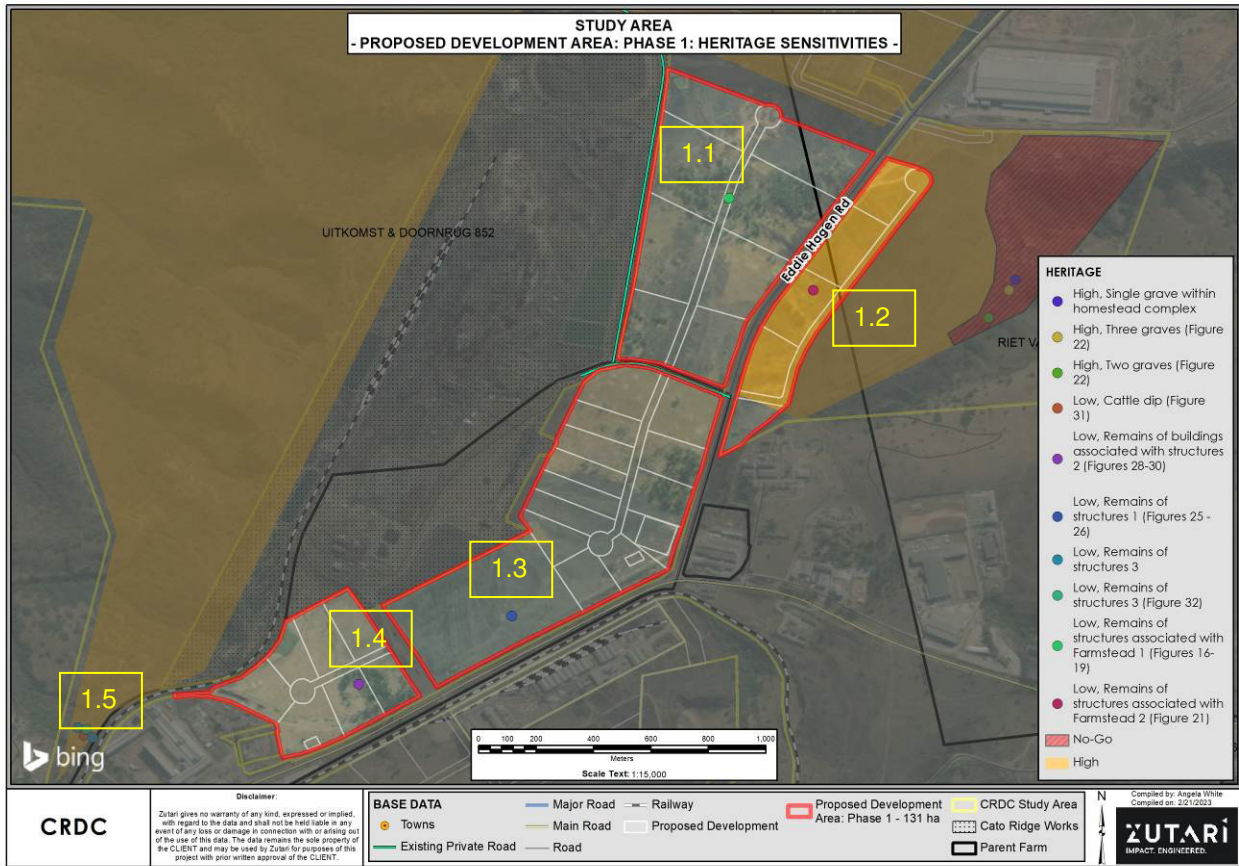 STUDY AREA
- PROPOSED DEVELOPMENT AREA: PHASE 1: HERITAGE SENSITIVITIES -
1.1
UITKOMST & DOORNRUG 852
Eddie Hagen Rd
1.2
RIET VA
1.3
1.4
1.5
bing
0 100 200 400 600 800 1,000
Meters
Scale Text: 1:15,000
HERITAGE
High, Single grave within
homestead complex
High, Three graves (Figure
22)
High, Two graves (Figure
22)
Low, Cattle dip (Figure
31)
Low, Remains of buildings
associated with structures
2 (Figures 28-30)
Low, Remains of
structures 1 (Figures 25 -
26)
Low, Remains of
structures 3
Low, Remains of
structures 3 (Figure 32)
Low, Remains of
structures associated with
Farmstead 1 (Figures 16-
19)
Low, Remains of
structures associated with
Farmstead 2 (Figure 21)
No-Go
High
CRDC
Disclaimer:
Zutari gives no warranty of any kind, expressed or implied,
with regard to the data and shall not be held liable in any
event of any loss or damage in connection with or arising out
of the use of this data. The data remains the sole property of
the CLIENT and may be used by Zutari for purposes of this
project with prior written approval of the CLIENT.
BASE DATA
Towns
Existing Private Road
Major Road
Main Road
Road
Railway
Proposed Development
Proposed Development
Area: Phase 1 - 131 ha
CRDC Study Area
Cato Ridge Works
Parent Farm
N
Compiled by: Angela White
Compiled on: 2/21/2023
ZUTARI
IMPACT. ENGINEERED.